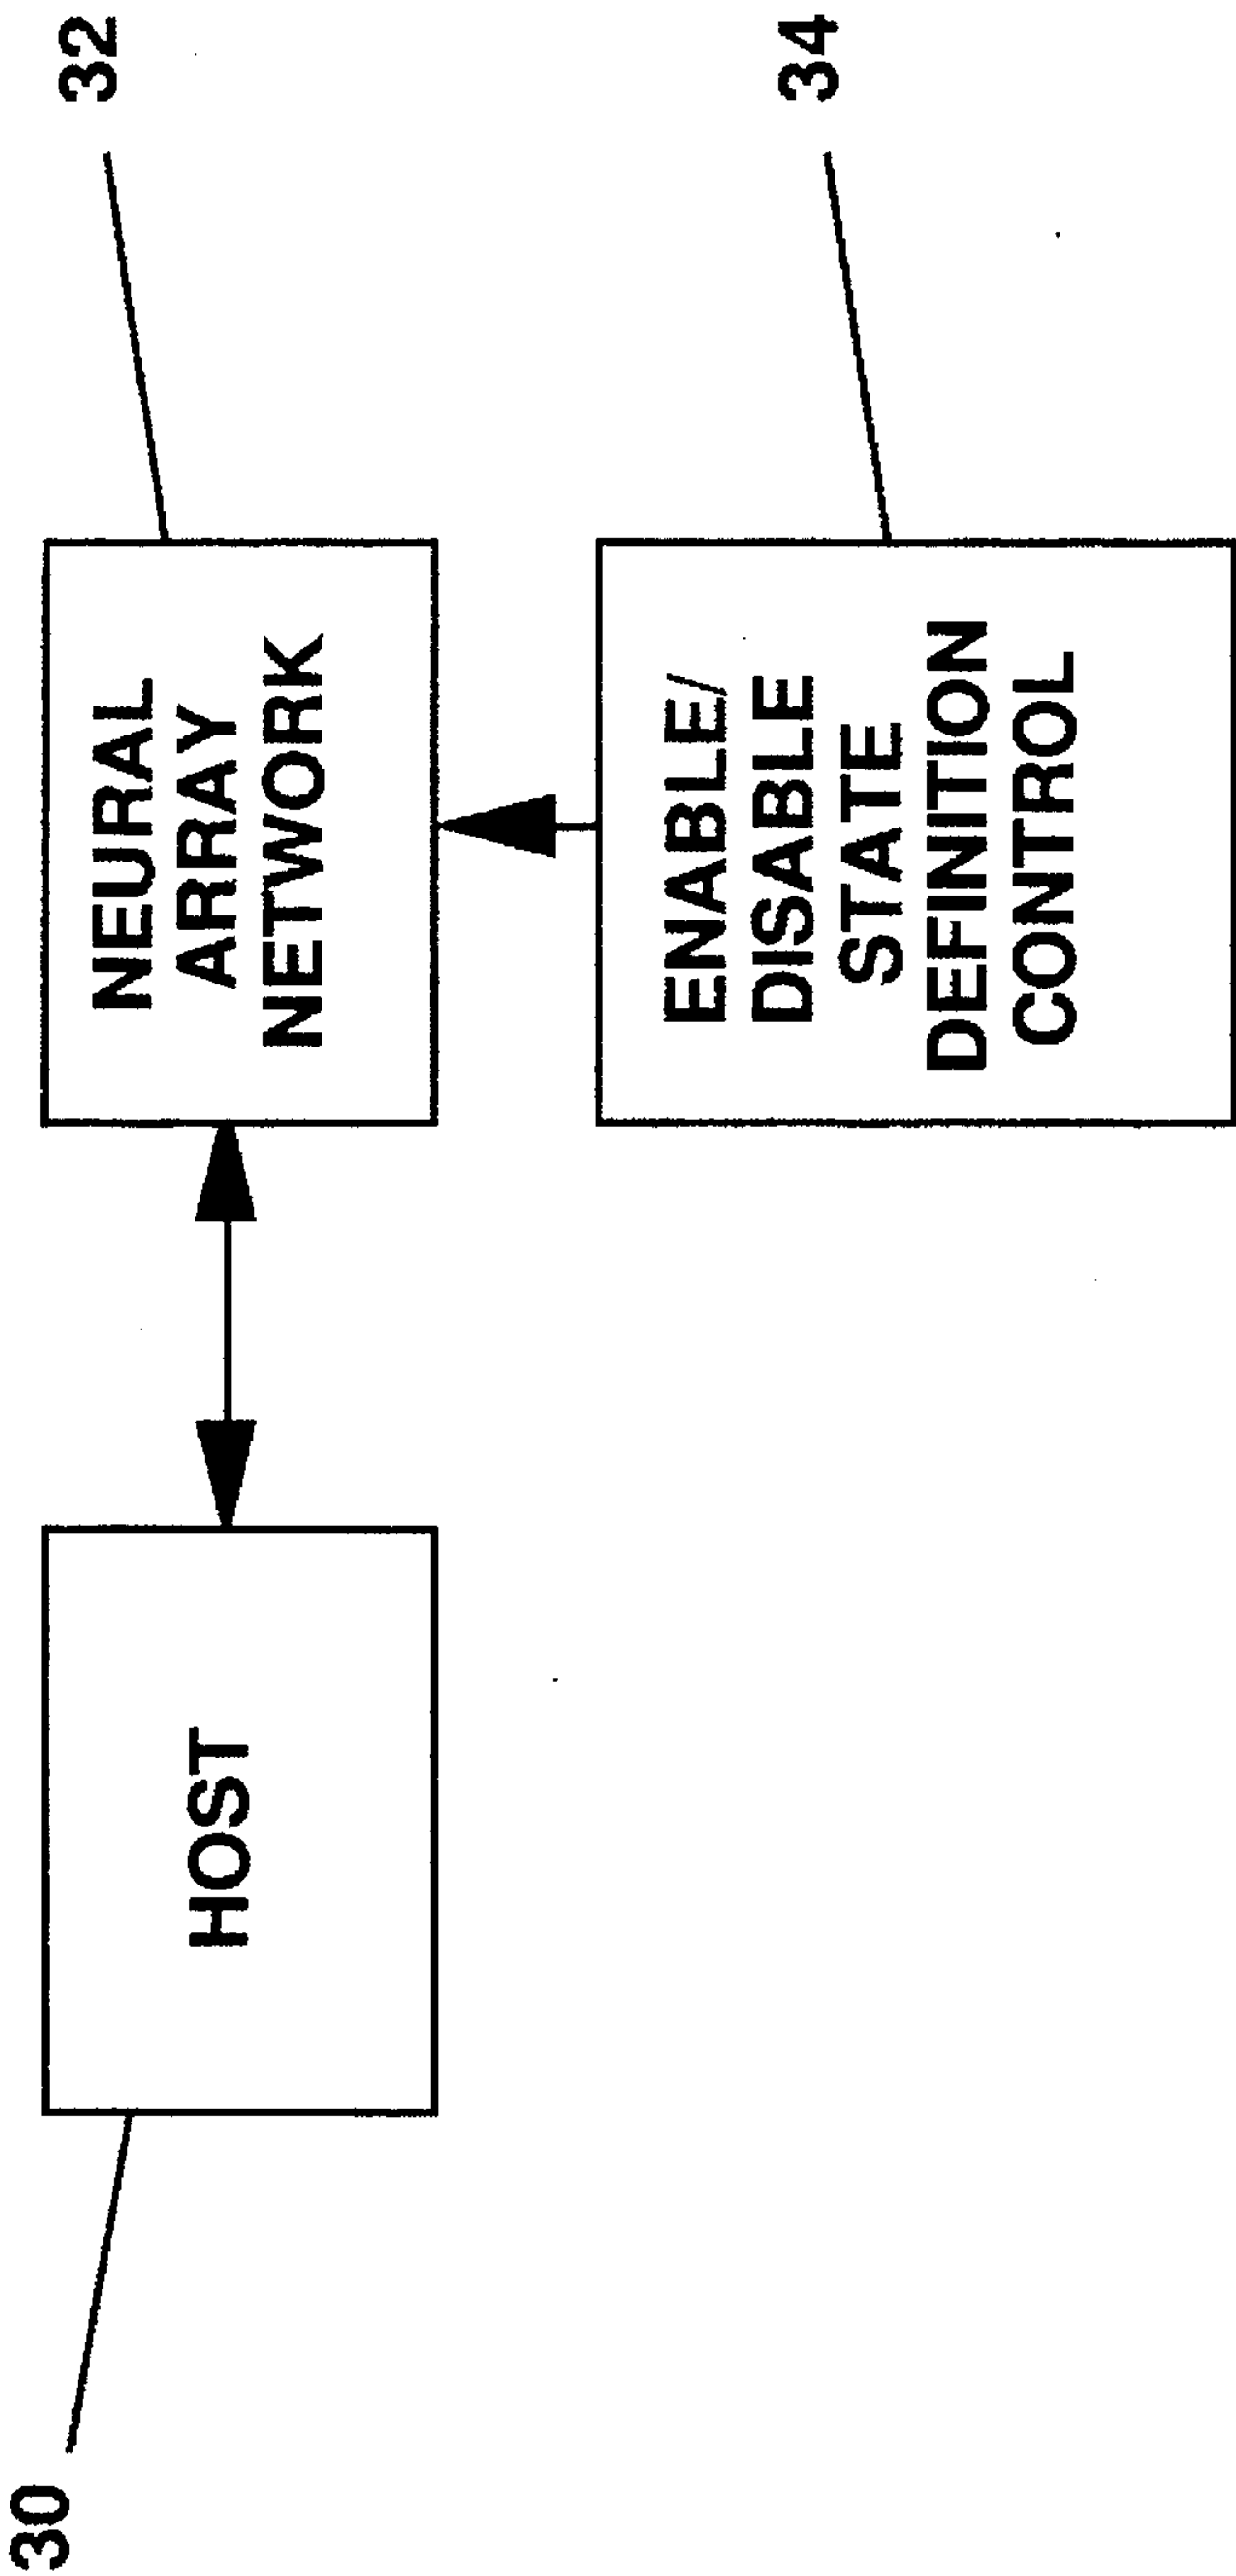 30
HOST
NEURAL
ARRAY
NETWORK
32
ENABLE/
DISABLE
STATE
DEFINITION
CONTROL
34